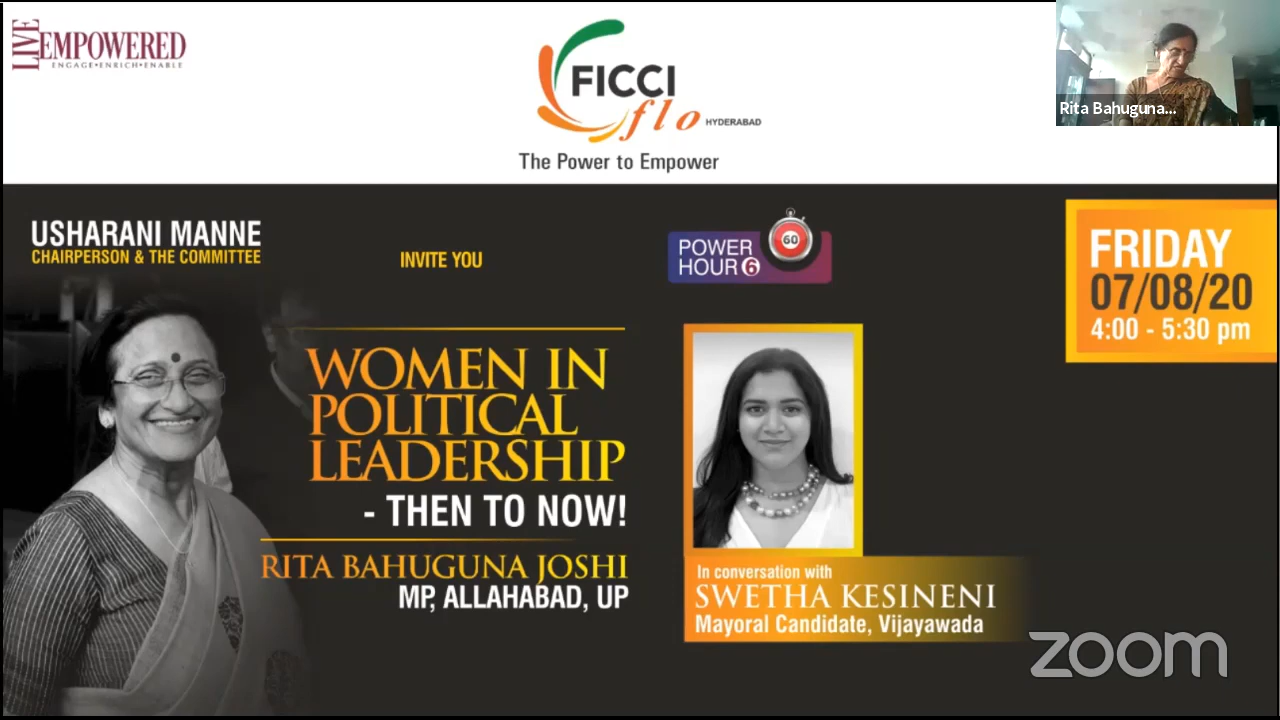 LIVE EMPOWERED
ENGAGE•ENRICH•ENABLE
FICCI
flo HYDERABAD
The Power to Empower
Rita Bahuguna...
USHARANI MANNE
CHAIRPERSON & THE COMMITTEE
INVITE YOU
POWER
HOUR 6
60
FRIDAY
07/08/20
4:00 - 5:30 pm
WOMEN IN
POLITICAL
LEADERSHIP
- THEN TO NOW!
RITA BAHUGUNA JOSHI
MP, ALLAHABAD, UP
In conversation with
SWETHA KESINENI
Mayoral Candidate, Vijayawada
zoom